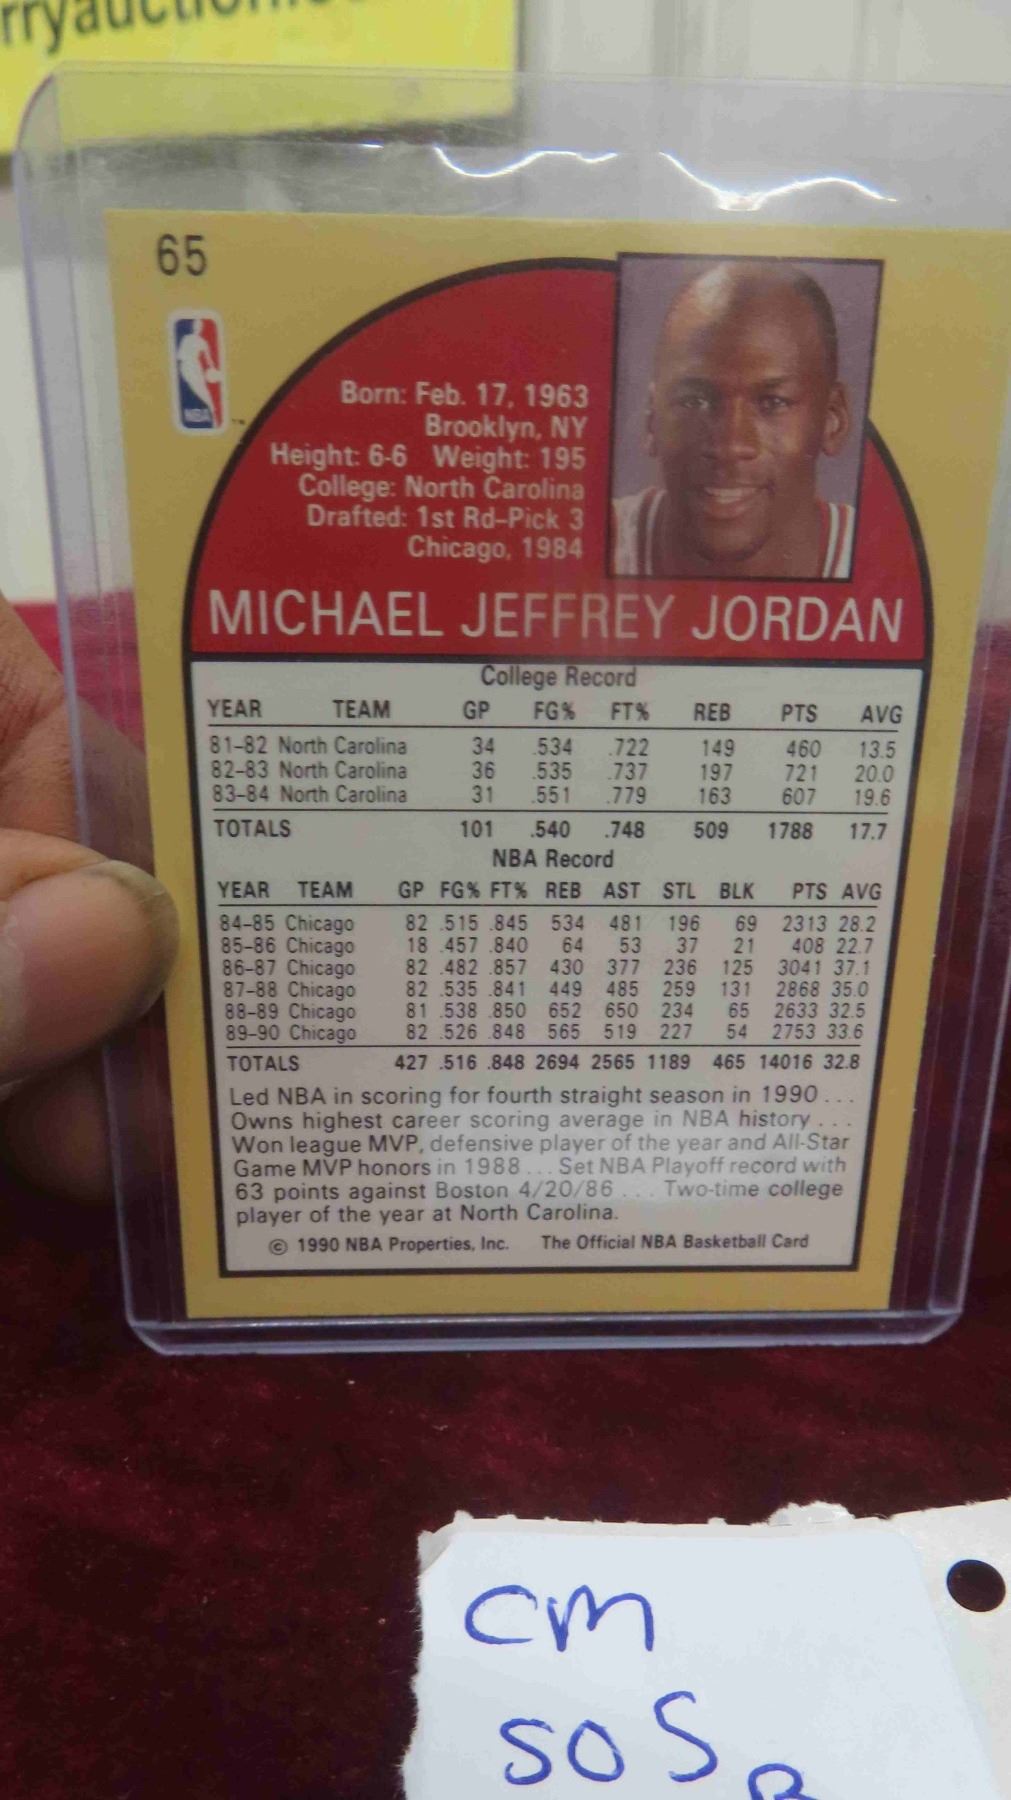 65
NBA
Born: Feb. 17, 1963
Brooklyn, NY
Height: 6-6 Weight: 195
College: North Carolina
Drafted: 1st Rd-Pick 3
Chicago, 1984
MICHAEL JEFFREY JORDAN
College Record
YEAR TEAM GP FG% FT% REB PTS AVG
81-82 North Carolina 34 .534 .722 149 460 13.5
82-83 North Carolina 36 .535 .737 197 721 20.0
83-84 North Carolina 31 .551 .779 163 607 19.6
TOTALS 101 .540 .748 509 1788 17.7
NBA Record
YEAR TEAM GP FG% FT% REB AST STL BLK PTS AVG
84-85 Chicago 82 .515 .845 534 481 196 69 2313 28.2
85-86 Chicago 18 .457 .840 64 53 37 21 408 22.7
86-87 Chicago 82 .482 .857 430 377 236 125 3041 37.1
87-88 Chicago 82 .535 .841 449 485 259 131 2868 35.0
88-89 Chicago 81 .538 .850 652 650 234 65 2633 32.5
89-90 Chicago 82 .526 .848 565 519 227 54 2753 33.6
TOTALS 427 .516 .848 2694 2565 1189 465 14016 32.8
Led NBA in scoring for fourth straight season in 1990 ...
Owns highest career scoring average in NBA history ...
Won league MVP, defensive player of the year and All-Star
Game MVP honors in 1988 ... Set NBA Playoff record with
63 points against Boston 4/20/86 ... Two-time college
player of the year at North Carolina.
© 1990 NBA Properties, Inc. The Official NBA Basketball Card
CM
505